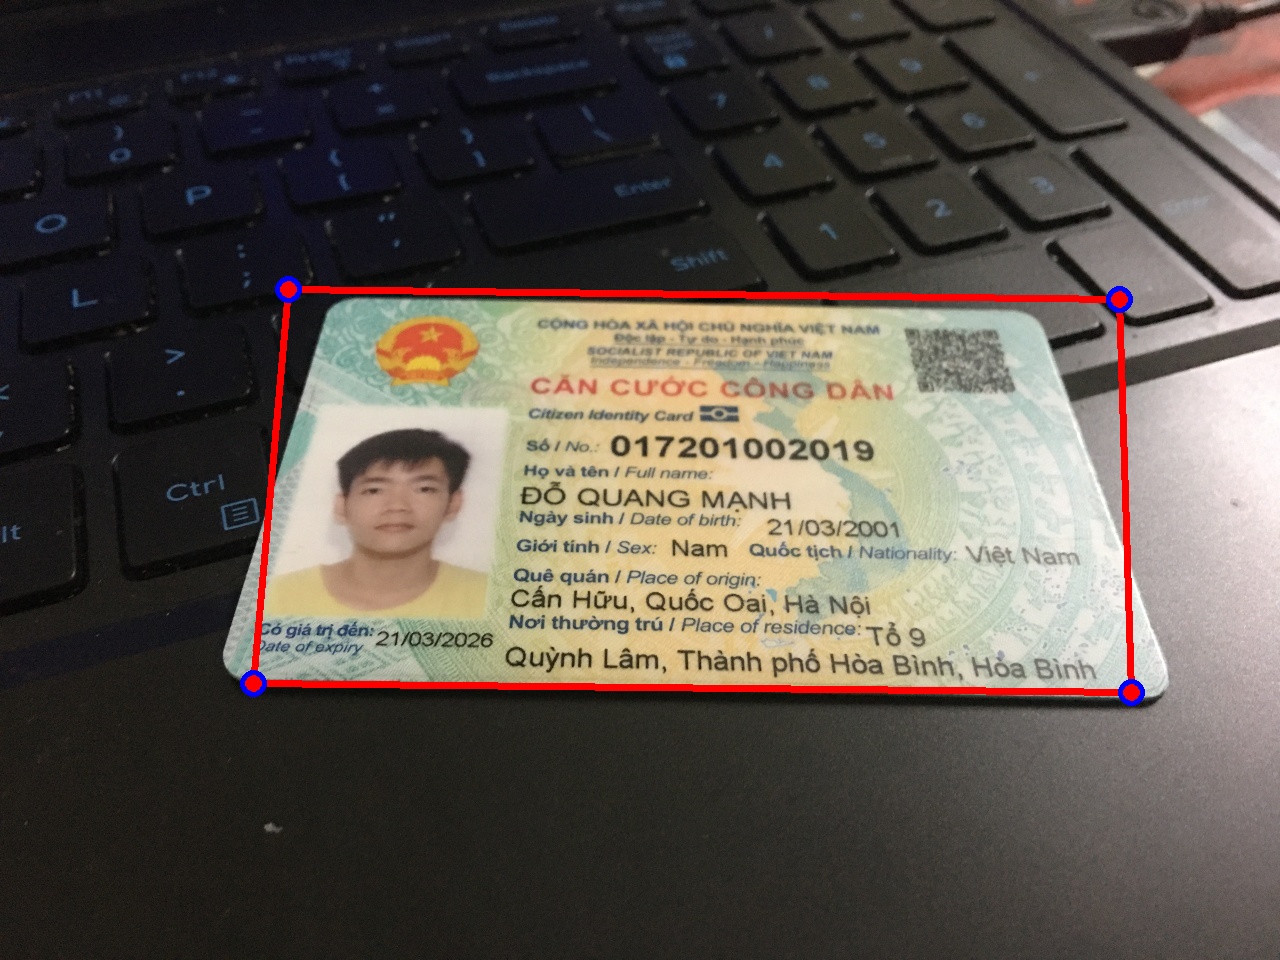 Backspace
7 8 9
P { [ } ] | \
4 5 6
O : ; " ' Enter
1 2 3
L Shift
> .
Ctrl
lt
CỘNG HÒA XÃ HỘI CHỦ NGHĨA VIỆT NAM
Độc lập - Tự do - Hạnh phúc
SOCIALIST REPUBLIC OF VIET NAM
Independence - Freedom - Happiness
CĂN CƯỚC CÔNG DÂN
Citizen Identity Card
Số / No.: 017201002019
Họ và tên / Full name:
ĐỖ QUANG MẠNH
Ngày sinh / Date of birth: 21/03/2001
Giới tính / Sex: Nam Quốc tịch / Nationality: Việt Nam
Quê quán / Place of origin:
Cấn Hữu, Quốc Oai, Hà Nội
Nơi thường trú / Place of residence: Tổ 9
Quỳnh Lâm, Thành phố Hòa Bình, Hòa Bình
Có giá trị đến: 21/03/2026
Date of expiry